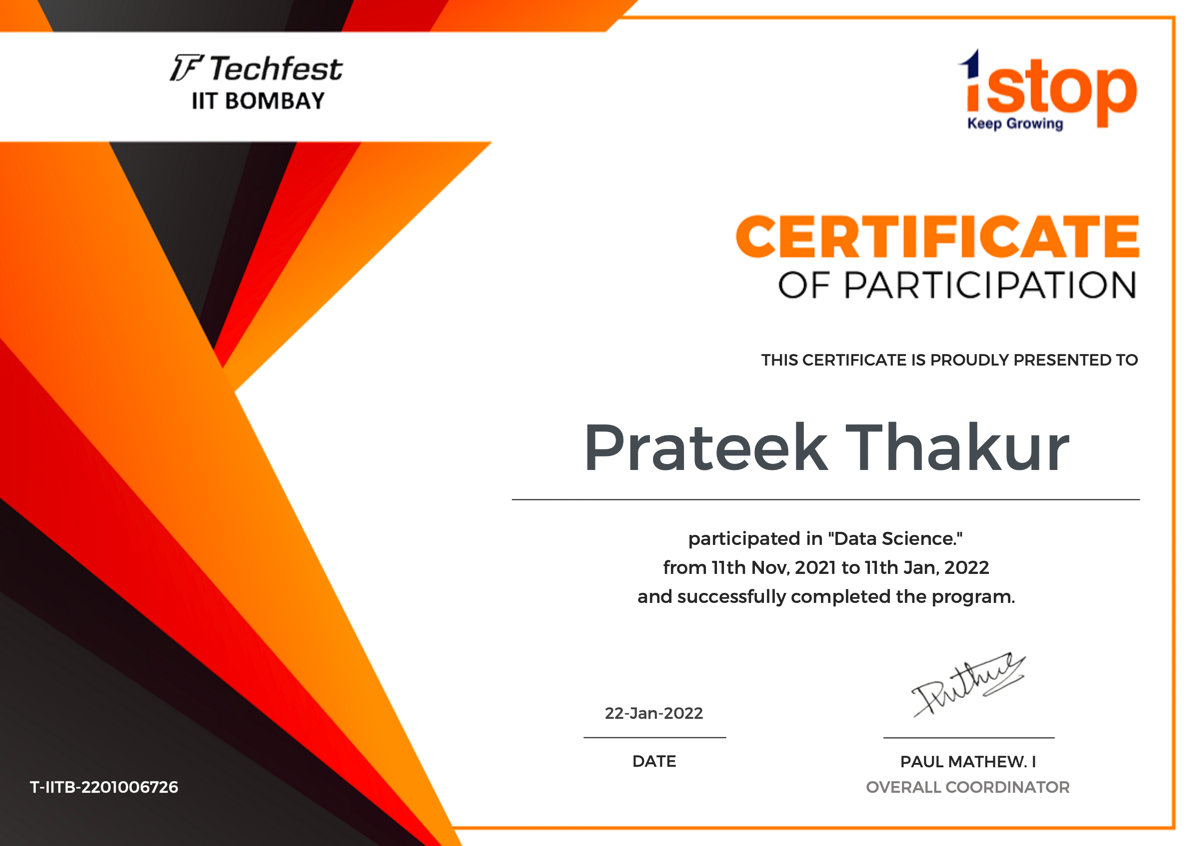 TF Techfest
IIT BOMBAY
1stop
Keep Growing
CERTIFICATE
OF PARTICIPATION
THIS CERTIFICATE IS PROUDLY PRESENTED TO
Prateek Thakur
participated in "Data Science."
from 11th Nov, 2021 to 11th Jan, 2022
and successfully completed the program.
22-Jan-2022
DATE
PAUL MATHEW. I
OVERALL COORDINATOR
T-IITB-2201006726